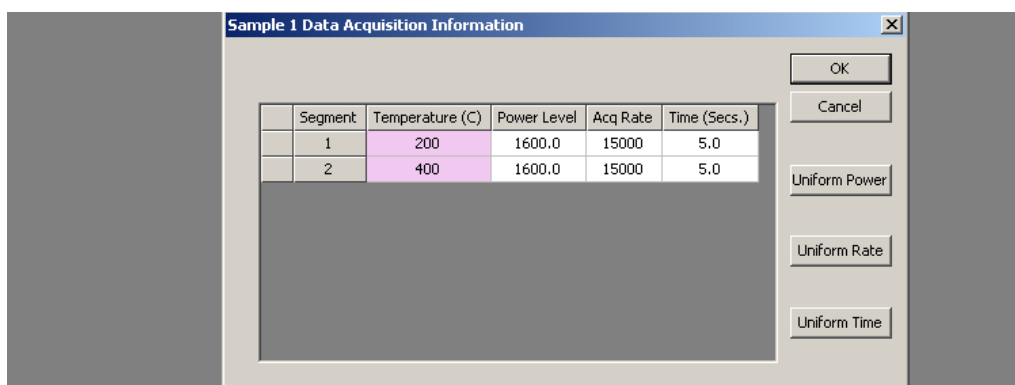 Sample 1 Data Acquisition Information
OK
Cancel
Segment Temperature (C) Power Level Acq Rate Time (Secs.)
1 200 1600.0 15000 5.0
2 400 1600.0 15000 5.0
Uniform Power
Uniform Rate
Uniform Time